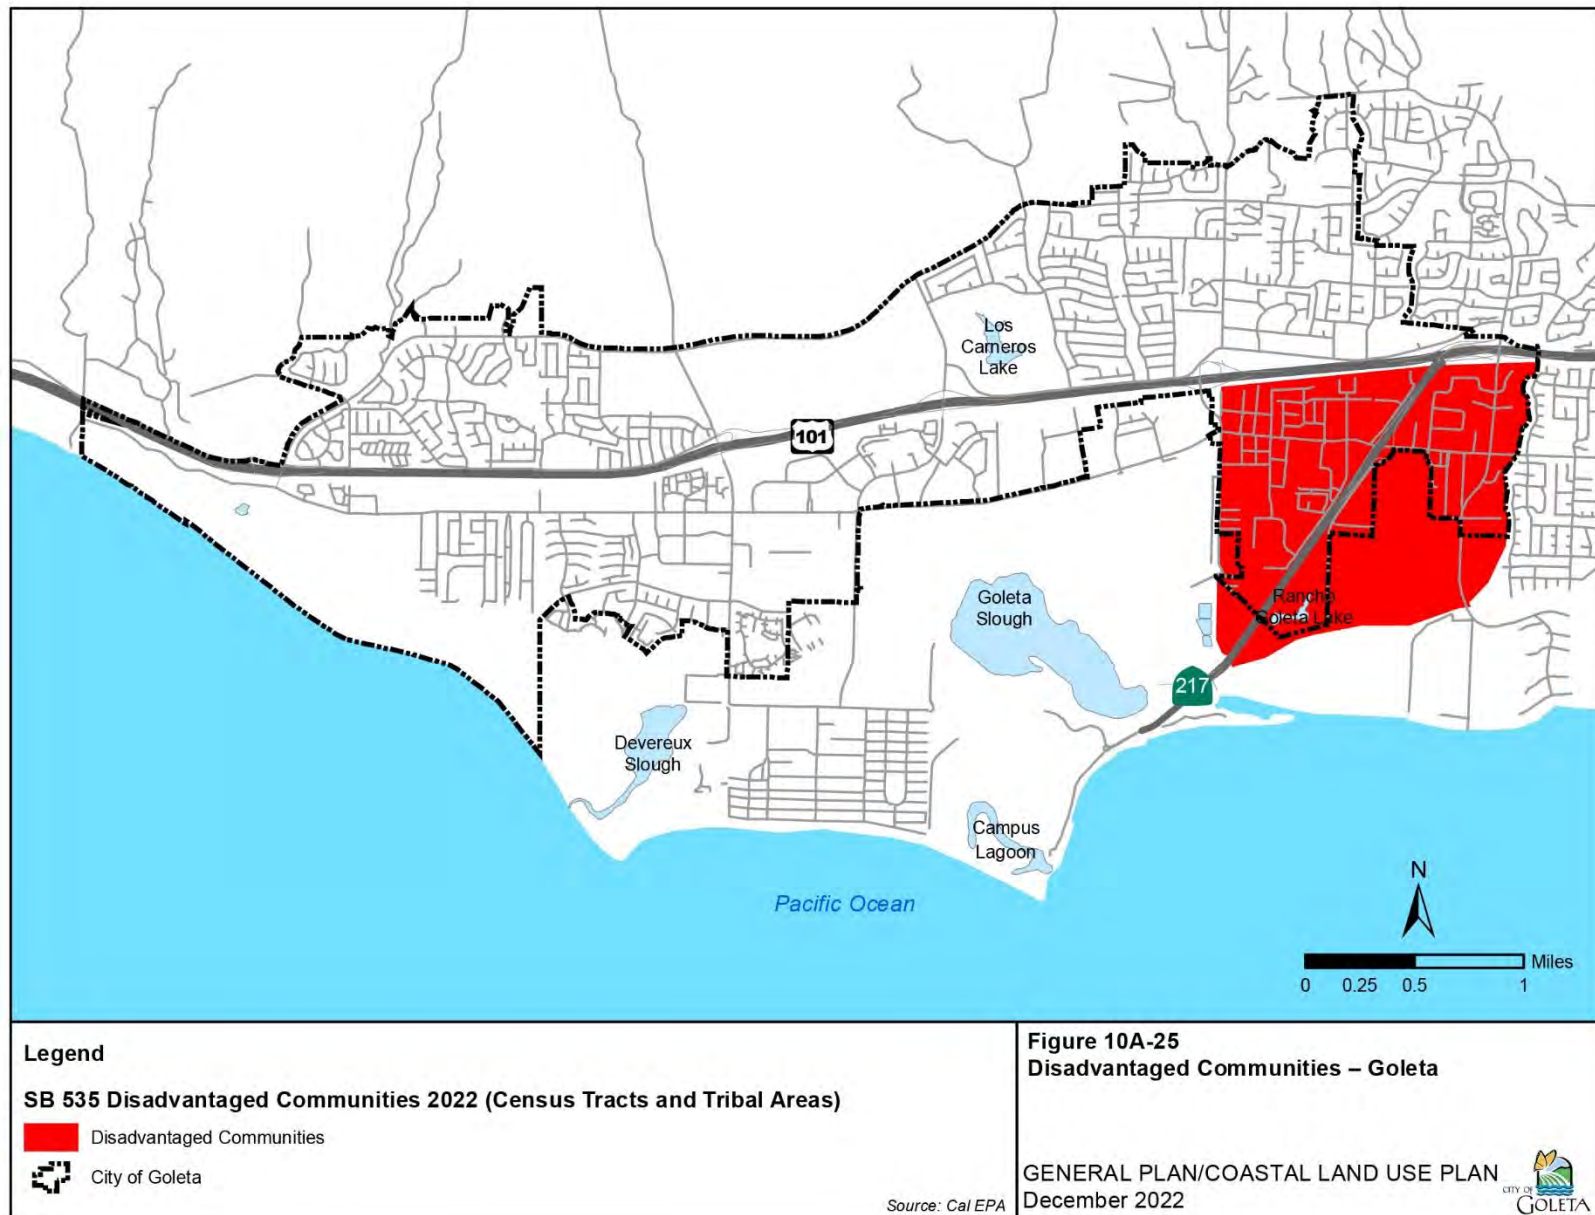 Los
Carneros
Lake
101
Goleta
Slough
Rancho
Goleta Lake
217
Devereux
Slough
Campus
Lagoon
Pacific Ocean
N
Miles
0 0.25 0.5 1
Legend
SB 535 Disadvantaged Communities 2022 (Census Tracts and Tribal Areas)
Disadvantaged Communities
City of Goleta
Source: Cal EPA
Figure 10A-25
Disadvantaged Communities – Goleta
GENERAL PLAN/COASTAL LAND USE PLAN
December 2022
CITY OF
GOLETA